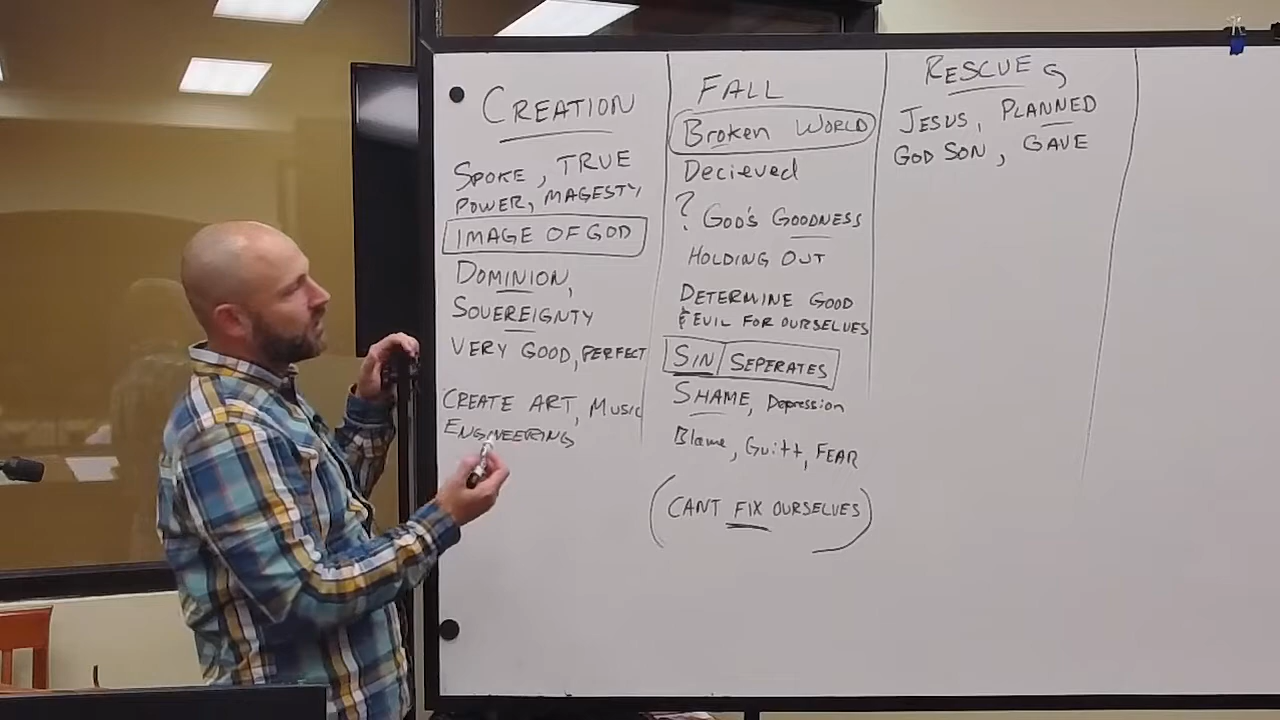 CREATION
SPOKE, TRUE
POWER, MAGESTY,
IMAGE OF GOD
DOMINION,
SOVEREIGNTY
VERY GOOD, PERFECT
CREATE ART, MUSIC
ENGINEERING
FALL
BROKEN WORLD
Decieved
? GOD'S GOODNESS
HOLDING OUT
DETERMINE GOOD
& EVIL FOR OURSELVES
SIN SEPERATES
SHAME, Depression
Blame, Guilt, FEAR
(CANT FIX OURSELVES)
RESCUE
JESUS, PLANNED
GOD SON, GAVE